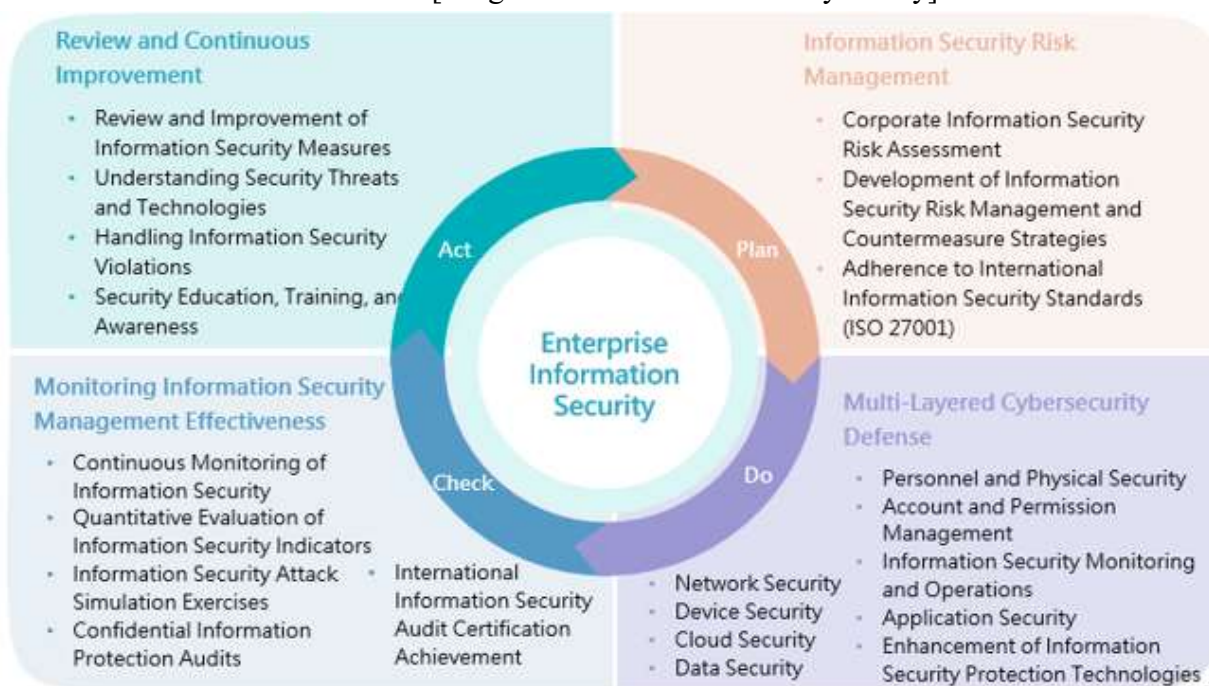 Review and Continuous
Improvement
• Review and Improvement of
Information Security Measures
• Understanding Security Threats
and Technologies
• Handling Information Security
Violations
• Security Education, Training, and
Awareness
Information Security Risk
Management
• Corporate Information Security
Risk Assessment
• Development of Information
Security Risk Management and
Countermeasure Strategies
• Adherence to International
Information Security Standards
(ISO 27001)
Act
Plan
Enterprise
Information
Security
Check
Do
Monitoring Information Security
Management Effectiveness
• Continuous Monitoring of
Information Security
• Quantitative Evaluation of
Information Security Indicators
• Information Security Attack
Simulation Exercises
• Confidential Information
Protection Audits
• International
Information Security
Audit Certification
Achievement
Multi-Layered Cybersecurity
Defense
• Network Security
• Device Security
• Cloud Security
• Data Security
• Personnel and Physical Security
• Account and Permission
Management
• Information Security Monitoring
and Operations
• Application Security
• Enhancement of Information
Security Protection Technologies